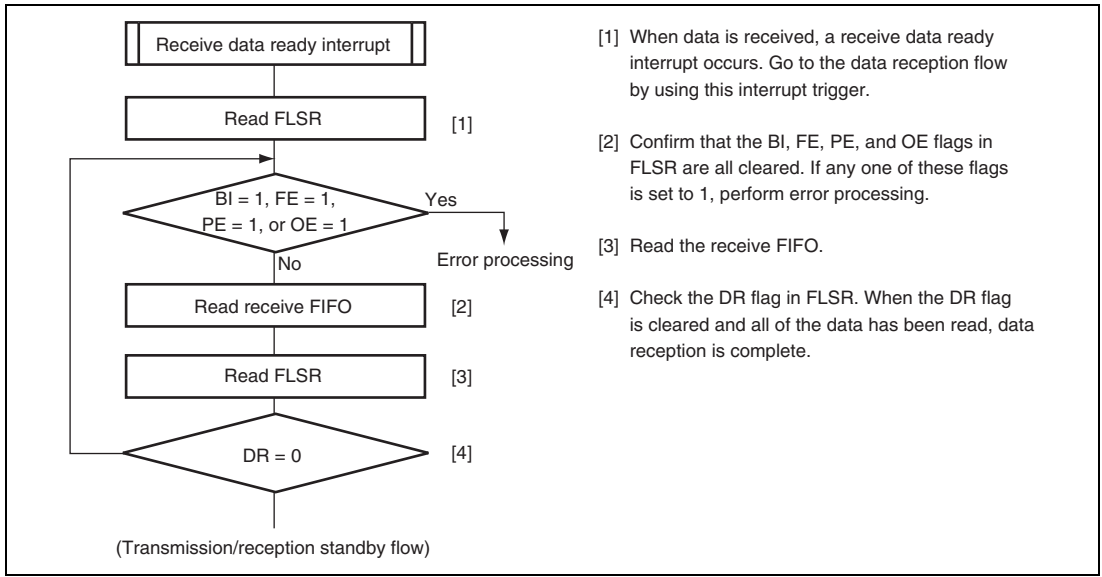 Receive data ready interrupt
Read FLSR
[1]
BI = 1, FE = 1,
PE = 1, or OE = 1
Yes
Error processing
No
Read receive FIFO
[2]
Read FLSR
[3]
DR = 0
[4]
(Transmission/reception standby flow)
[1] When data is received, a receive data ready
interrupt occurs. Go to the data reception flow
by using this interrupt trigger.
[2] Confirm that the BI, FE, PE, and OE flags in
FLSR are all cleared. If any one of these flags
is set to 1, perform error processing.
[3] Read the receive FIFO.
[4] Check the DR flag in FLSR. When the DR flag
is cleared and all of the data has been read, data
reception is complete.